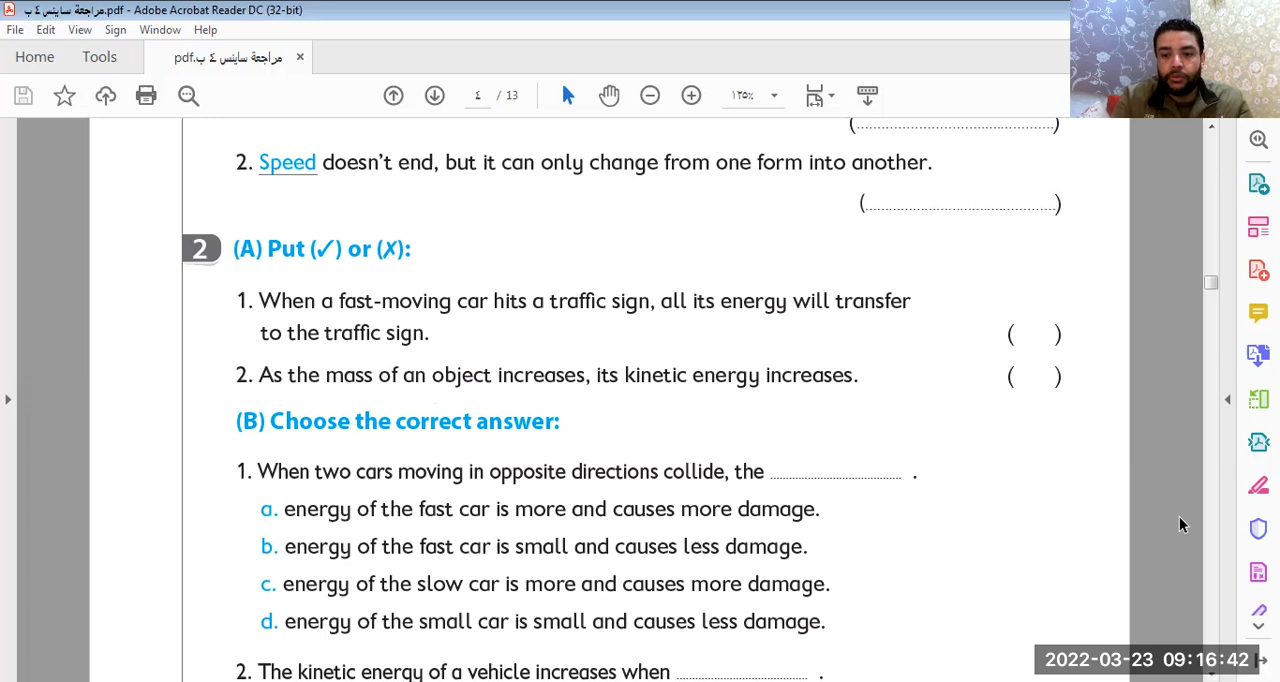 مراجعة ساينس ٤ ب.pdf - Adobe Acrobat Reader DC (32-bit)
File Edit View Sign Window Help
Home Tools مراجعة ساينس ٤ ب.pdf ×
٤ / 13 ١٢٥%
(..................................................)
2. Speed doesn't end, but it can only change from one form into another.
(..................................................)
2 (A) Put (✓) or (✗):
1. When a fast-moving car hits a traffic sign, all its energy will transfer
to the traffic sign. ( )
2. As the mass of an object increases, its kinetic energy increases. ( )
(B) Choose the correct answer:
1. When two cars moving in opposite directions collide, the .................................. .
a. energy of the fast car is more and causes more damage.
b. energy of the fast car is small and causes less damage.
c. energy of the slow car is more and causes more damage.
d. energy of the small car is small and causes less damage.
2. The kinetic energy of a vehicle increases when .................................. .
2022-03-23 09:16:42